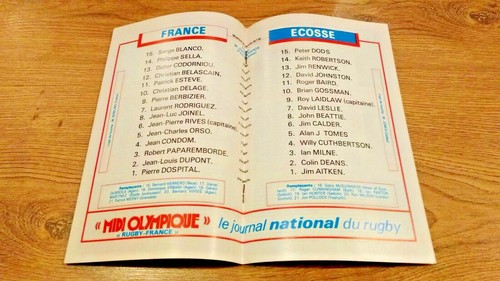 FRANCE
15. Serge BLANCO.
14. Philippe SELLA.
13. Didier CODORNIOU.
12. Christian BELASCAIN,
11. Patrick ESTEVE.
10. Christian DELAGE.
9. Pierre BERBIZIER.
7. Laurent RODRIGUEZ.
8. Jean-Luc JOINEL.
6. Jean-Pierre RIVES (capitaine)
5. Jean-Charles ORSO.
4. Jean CONDOM.
3. Robert PAPAREMBORDE.
2. Jean-Louis DUPONT.
1. Pierre DOSPITAL.
ECOSSE
15. Peter DODS.
14. Keith ROBERTSON.
13. Jim RENWICK.
12. David JOHNSTON.
11. Roger BAIRD.
10. Brian GOSSMAN.
9. Roy LAIDLAW (capitaine).
7. David LESLIE.
8. John BEATTIE.
6. Jim CALDER.
5. Alan J. TOMES
4. Willy CUTHBERTSON.
3. Ian MILNE.
2. Colin DEANS.
1. Jim AITKEN.
« MIDI OLYMPIQUE »
« RUGBY-FRANCE »
le journal national du rugby